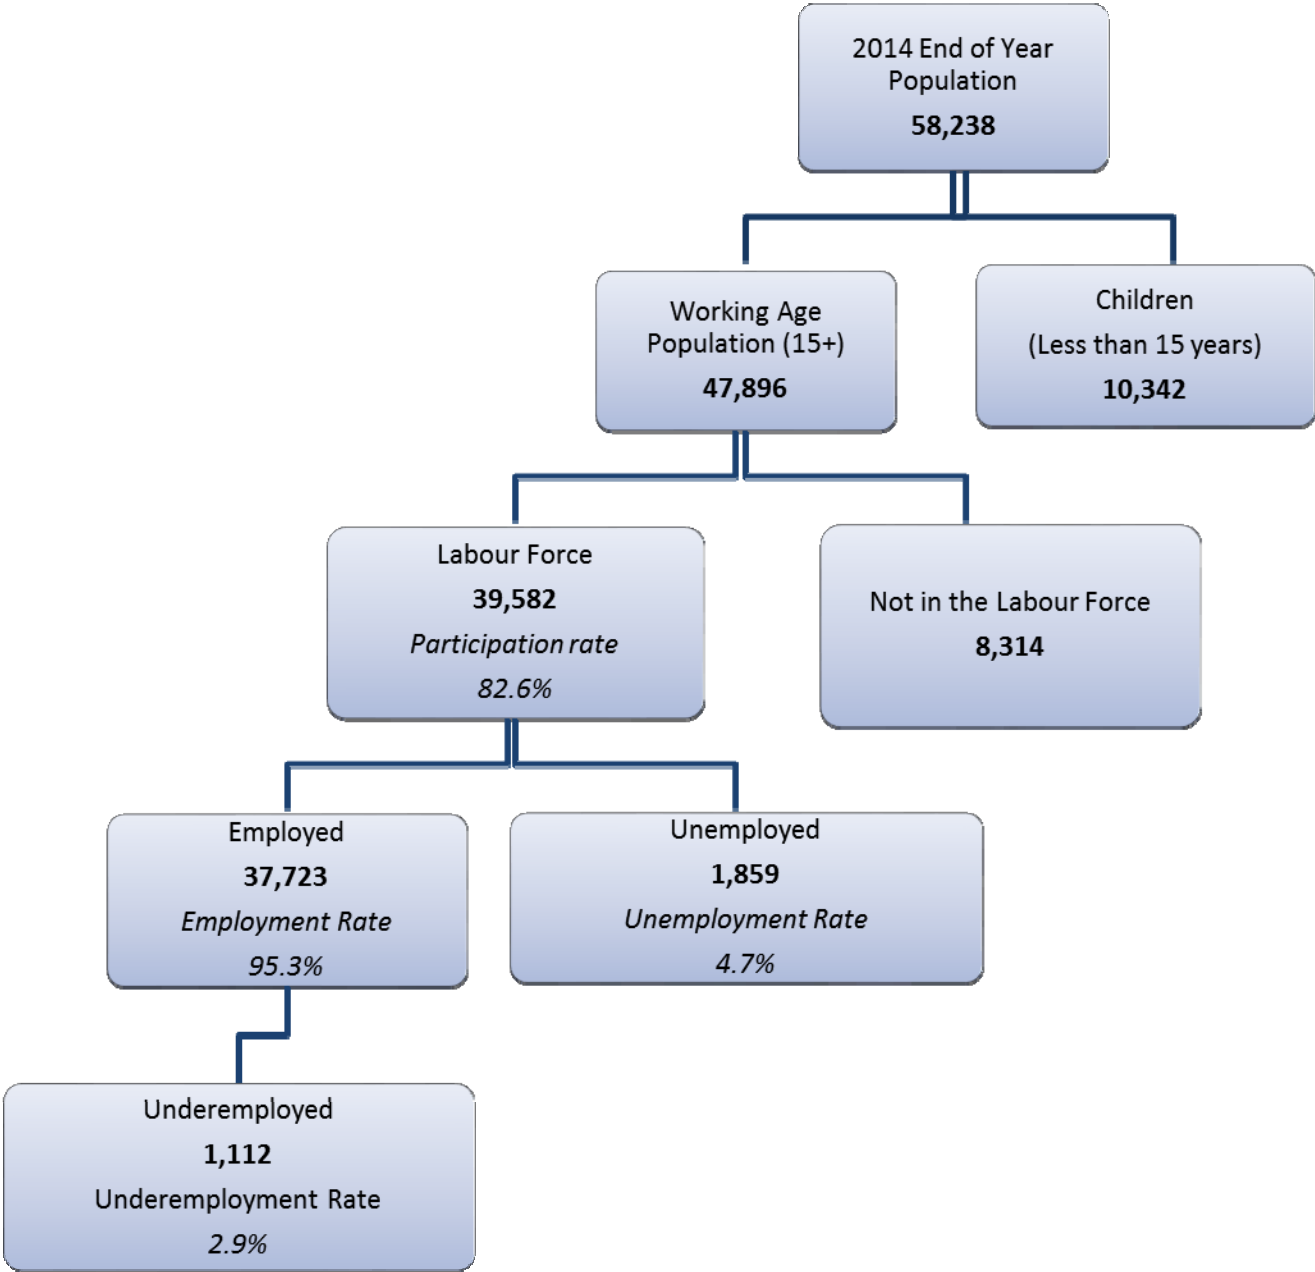 2014 End of Year
Population
58,238
Working Age
Population (15+)
47,896
Children
(Less than 15 years)
10,342
Labour Force
39,582
Participation rate
82.6%
Not in the Labour Force
8,314
Employed
37,723
Employment Rate
95.3%
Unemployed
1,859
Unemployment Rate
4.7%
Underemployed
1,112
Underemployment Rate
2.9%